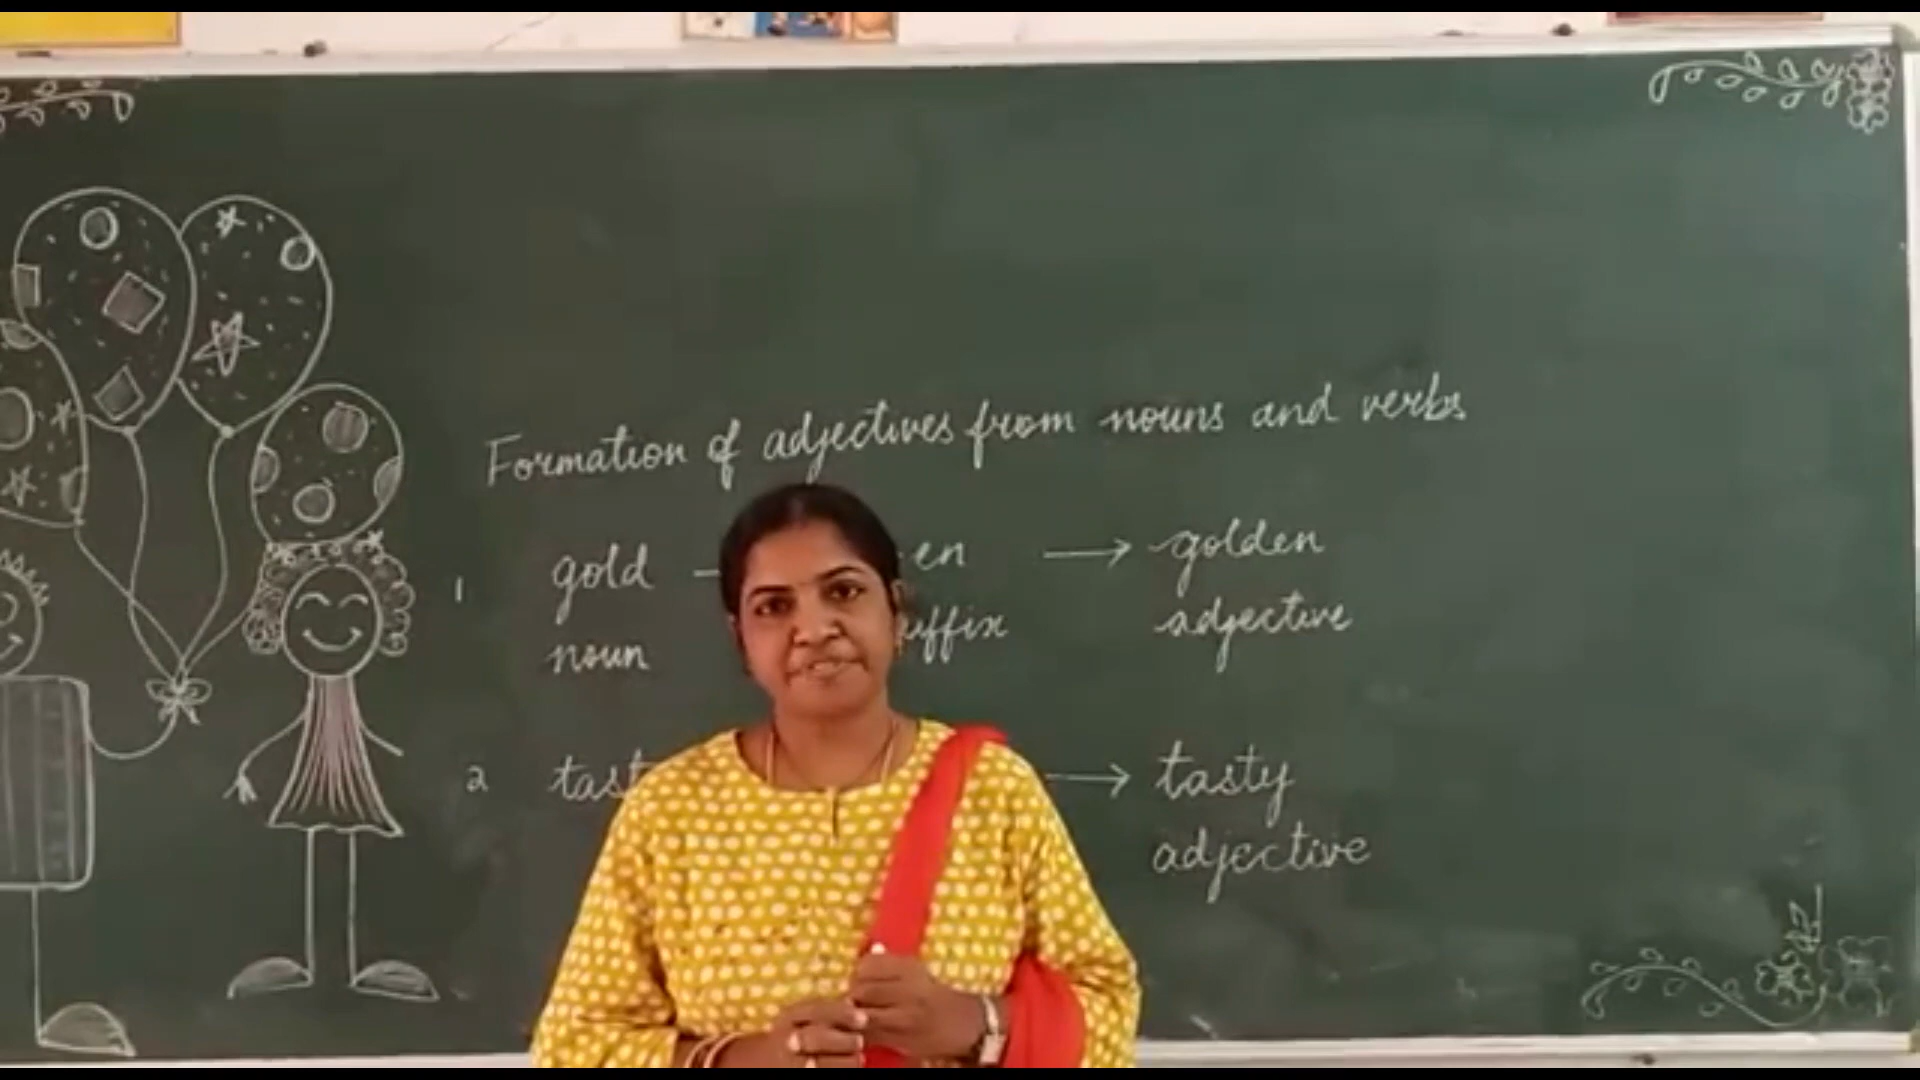 Formation of adjectives from nouns and verbs
1 gold en → golden
noun uffix adjective
2 tast → tasty
adjective